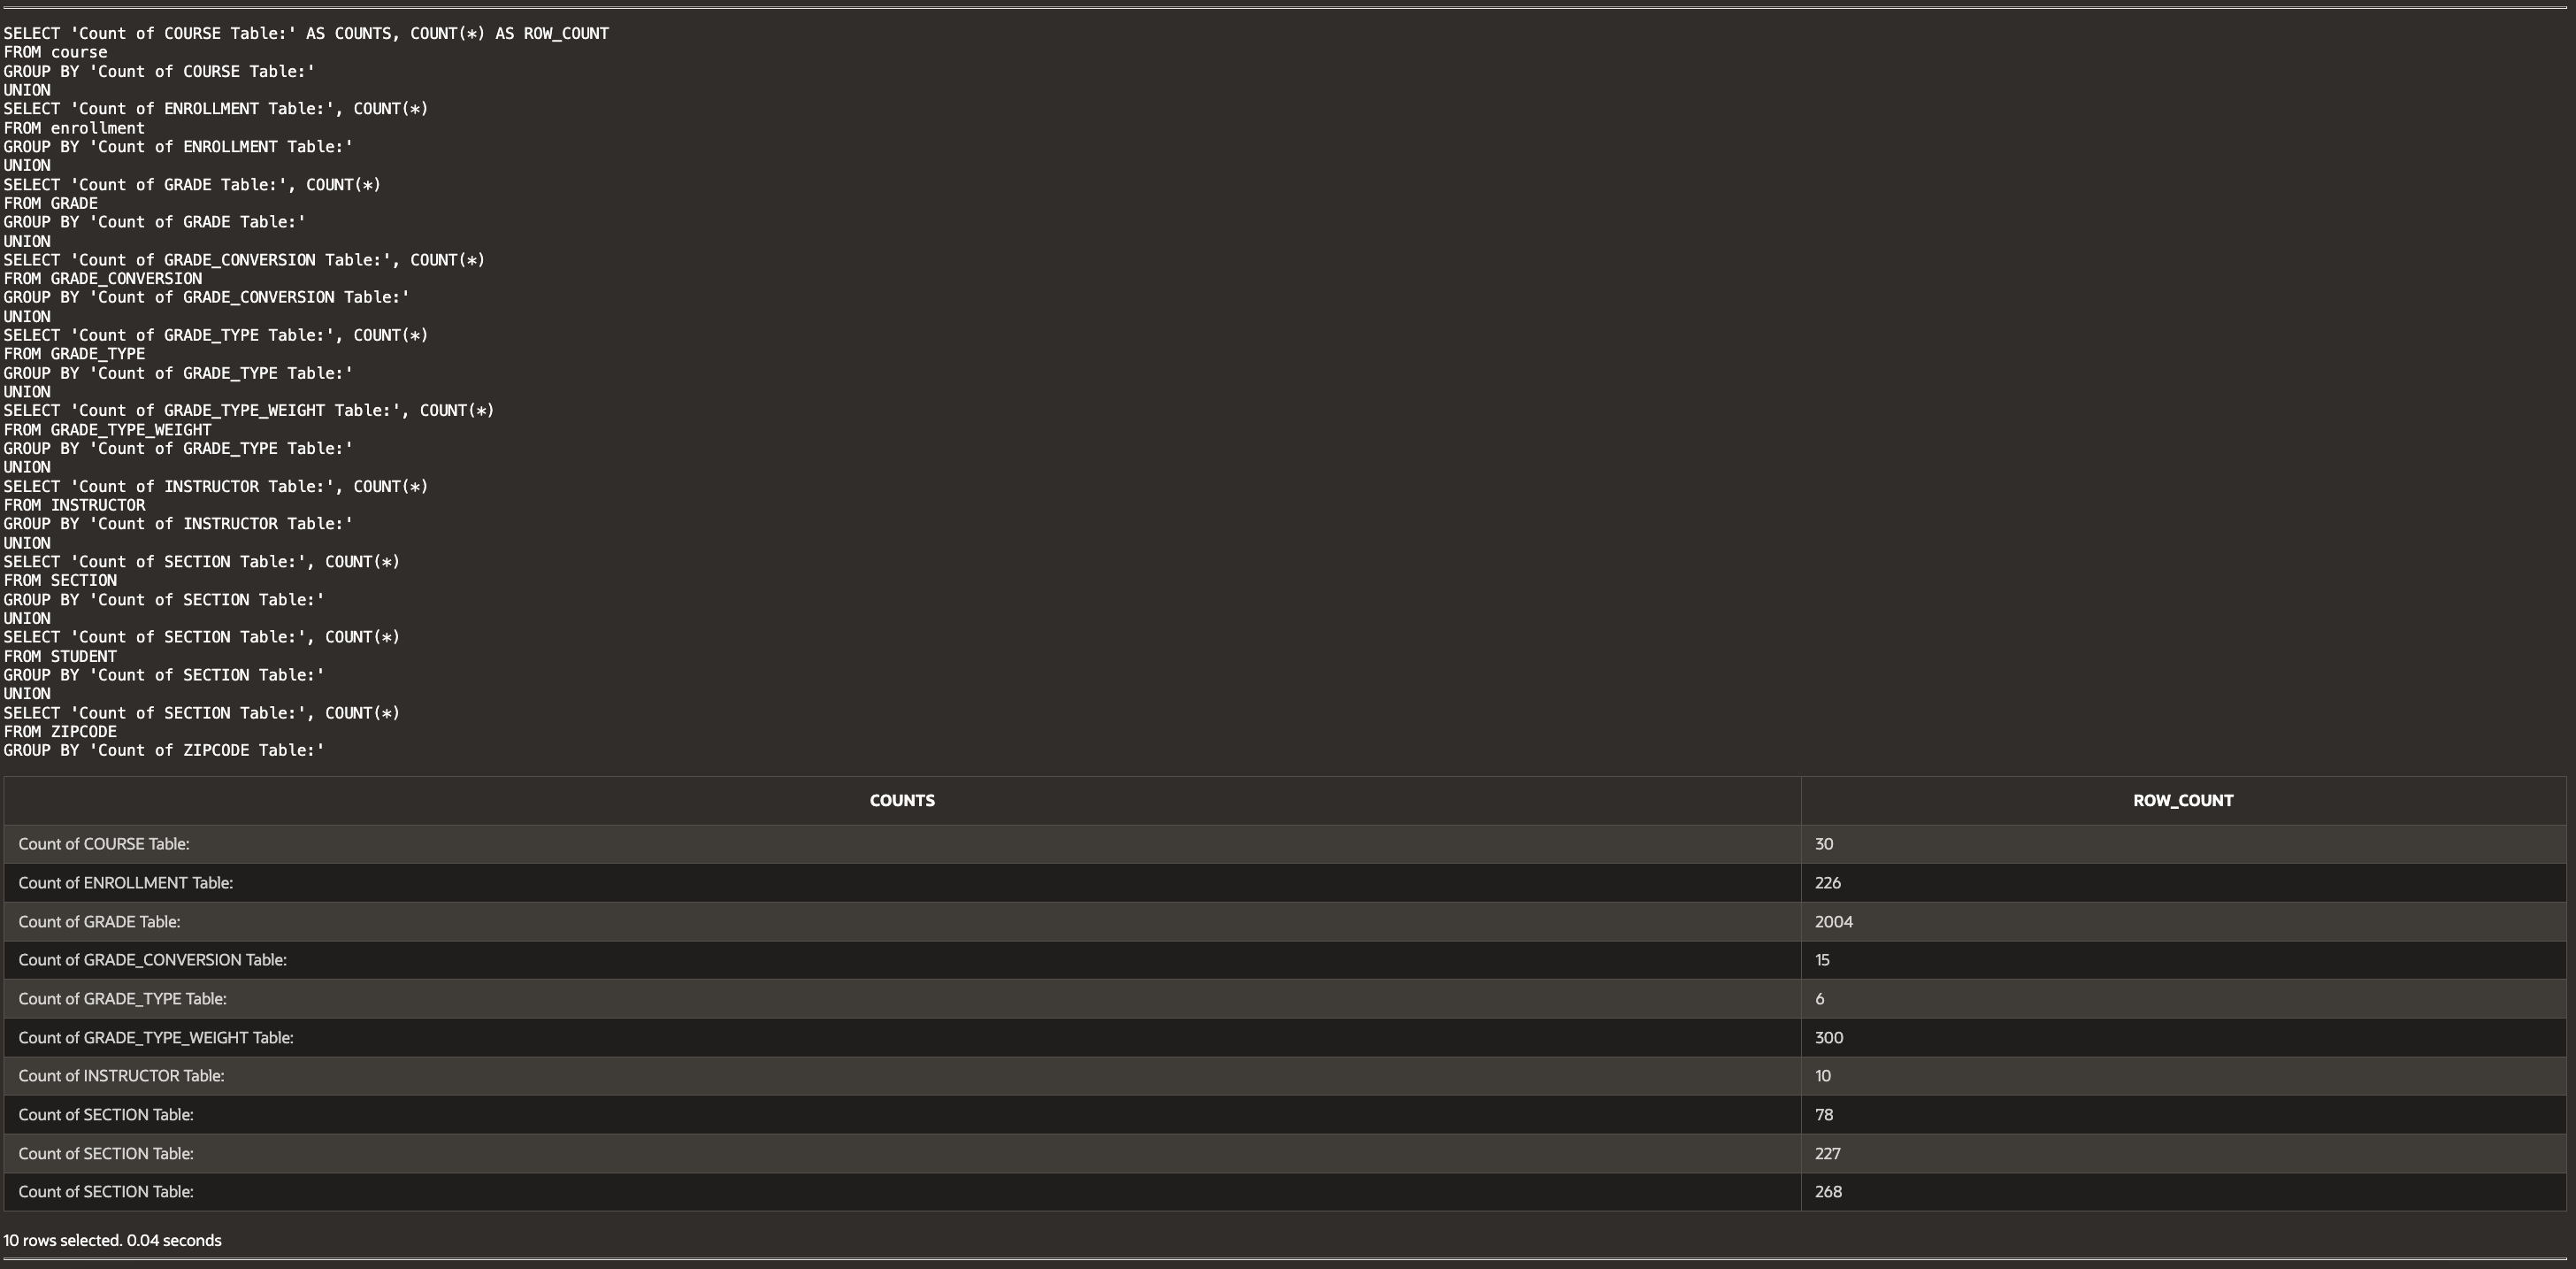 SELECT 'Count of COURSE Table:' AS COUNTS, COUNT(*) AS ROW_COUNT
FROM course
GROUP BY 'Count of COURSE Table:'
UNION
SELECT 'Count of ENROLLMENT Table:', COUNT(*)
FROM enrollment
GROUP BY 'Count of ENROLLMENT Table:'
UNION
SELECT 'Count of GRADE Table:', COUNT(*)
FROM GRADE
GROUP BY 'Count of GRADE Table:'
UNION
SELECT 'Count of GRADE_CONVERSION Table:', COUNT(*)
FROM GRADE_CONVERSION
GROUP BY 'Count of GRADE_CONVERSION Table:'
UNION
SELECT 'Count of GRADE_TYPE Table:', COUNT(*)
FROM GRADE_TYPE
GROUP BY 'Count of GRADE_TYPE Table:'
UNION
SELECT 'Count of GRADE_TYPE_WEIGHT Table:', COUNT(*)
FROM GRADE_TYPE_WEIGHT
GROUP BY 'Count of GRADE_TYPE Table:'
UNION
SELECT 'Count of INSTRUCTOR Table:', COUNT(*)
FROM INSTRUCTOR
GROUP BY 'Count of INSTRUCTOR Table:'
UNION
SELECT 'Count of SECTION Table:', COUNT(*)
FROM SECTION
GROUP BY 'Count of SECTION Table:'
UNION
SELECT 'Count of SECTION Table:', COUNT(*)
FROM STUDENT
GROUP BY 'Count of SECTION Table:'
UNION
SELECT 'Count of SECTION Table:', COUNT(*)
FROM ZIPCODE
GROUP BY 'Count of ZIPCODE Table:'
COUNTS ROW_COUNT
Count of COURSE Table: 30
Count of ENROLLMENT Table: 226
Count of GRADE Table: 2004
Count of GRADE_CONVERSION Table: 15
Count of GRADE_TYPE Table: 6
Count of GRADE_TYPE_WEIGHT Table: 300
Count of INSTRUCTOR Table: 10
Count of SECTION Table: 78
Count of SECTION Table: 227
Count of SECTION Table: 268
10 rows selected. 0.04 seconds